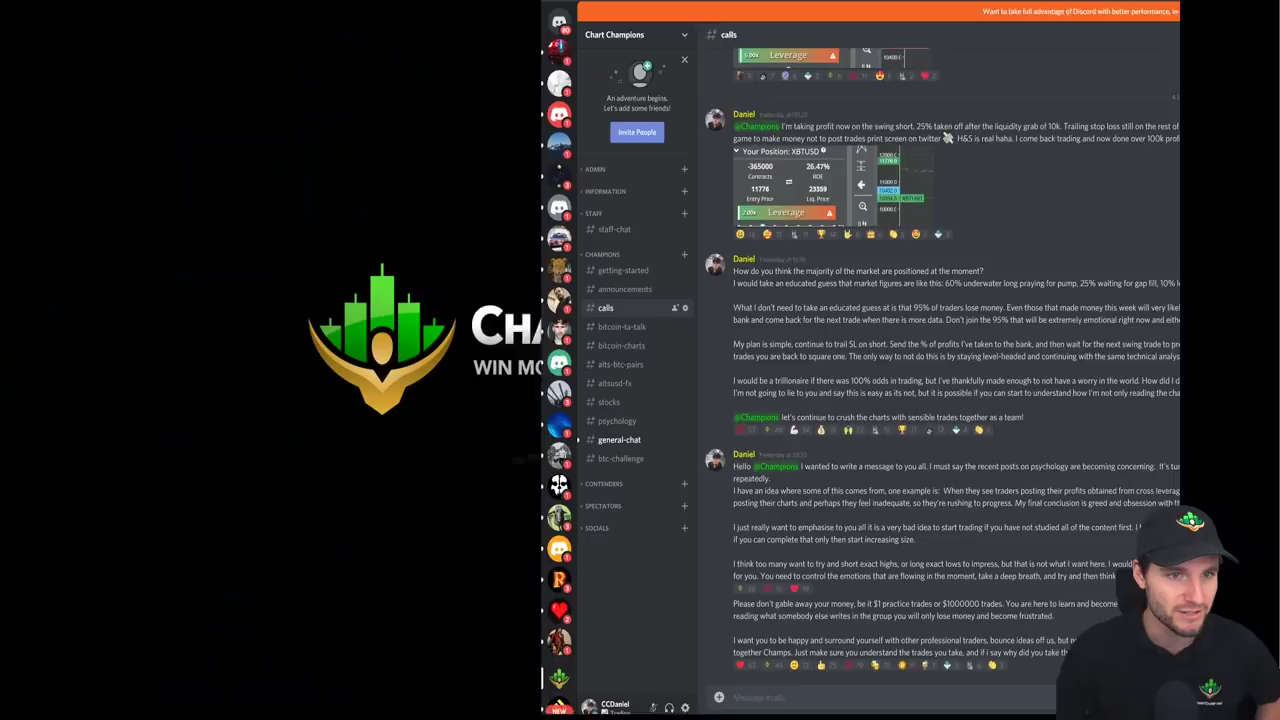 Want to take full advantage of Discord with better performance, in
Chart Champions
An adventure begins.
Let's add some friends!
Invite People
ADMIN
INFORMATION
STAFF
staff-chat
CHAMPIONS
getting-started
announcements
calls
bitcoin-ta-talk
bitcoin-charts
alts-btc-pairs
altsusd-fx
stocks
psychology
general-chat
btc-challenge
CONTENDERS
SPECTATORS
SOCIALS
CCDaniel
CHA
WIN MO
calls
5.00x Leverage
Daniel
@Champions I'm taking profit now on the swing short. 25% taken off after the liquidity grab of 10k. Trailing stop loss still on the rest of
game to make money not to post trades print screen on twitter H&S is real haha. I come back trading and now done over 100k prof
Your Position: XBTUSD
-365000 26.47%
Contracts ROE
11776 23359
Entry Price Liq. Price
2.00x Leverage
Daniel
How do you think the majority of the market are positioned at the moment?
I would take an educated guess that market figures are like this: 60% underwater long praying for pump, 25% waiting for gap fill, 10%
What I don't need to take an educated guess at is that 95% of traders lose money. Even those that made money this week will very likel
bank and come back for the next trade when there is more data. Don't join the 95% that will be extremely emotional right now and eithe
My plan is simple, continue to trail SL on short. Send the % of profits I've taken to the bank, and then wait for the next swing trade to pr
trades you are back to square one. The only way to not do this is by staying level-headed and continuing with the same technical analys
I would be a trillionaire if there was 100% odds in trading, but I've thankfully made enough to not have a worry in the world. How did I d
I'm not going to lie to you and say this is easy as its not, but it is possible if you can start to understand how I'm not only reading the cha
@Champions let's continue to crush the charts with sensible trades together as a team!
Daniel
Hello @Champions I wanted to write a message to you all. I must say the recent posts on psychology are becoming concerning. It's tur
repeatedly.
I have an idea where some of this comes from, one example is: When they see traders posting their profits obtained from cross leverag
posting their charts and perhaps they feel inadequate, so they're rushing to progress. My final conclusion is greed and obsession with t
I just really want to emphasise to you all it is a very bad idea to start trading if you have not studied all of the content first. I
if you can complete that only then start increasing size.
I think too many want to try and short exact highs, or long exact lows to impress, but that is not what i want here. I would
for you. You need to control the emotions that are flowing in the moment, take a deep breath, and try and then think
Please don't gable away your money, be it $1 practice trades or $1000000 trades. You are here to learn and become
reading what somebody else writes in the group you will only lose money and become frustrated.
I want you to be happy and surround yourself with other professional traders, bounce ideas off us, but
together Champs. Just make sure you understand the trades you take, and if i say why did you take th
Message #calls